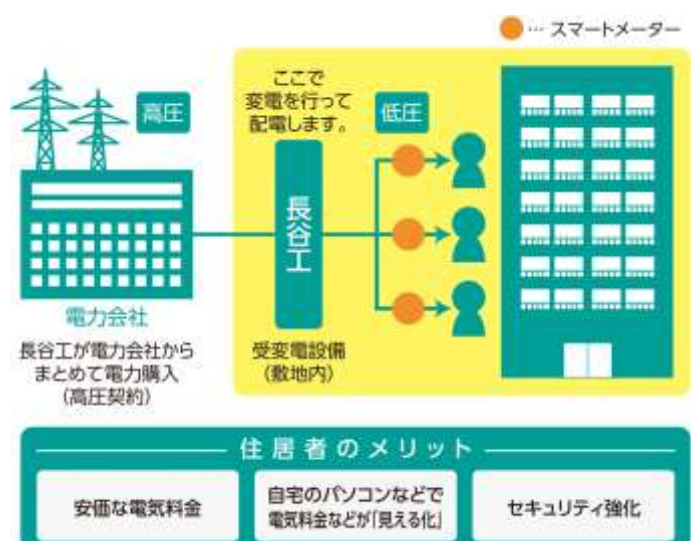 … スマートメーター
高圧
ここで
変電を行って
配電します。
低圧
長谷工
電力会社
長谷工が電力会社から
まとめて電力購入
(高圧契約)
受変電設備
(敷地内)
住居者のメリット
安価な電気料金
自宅のパソコンなどで
電気料金などが「見える化」
セキュリティ強化